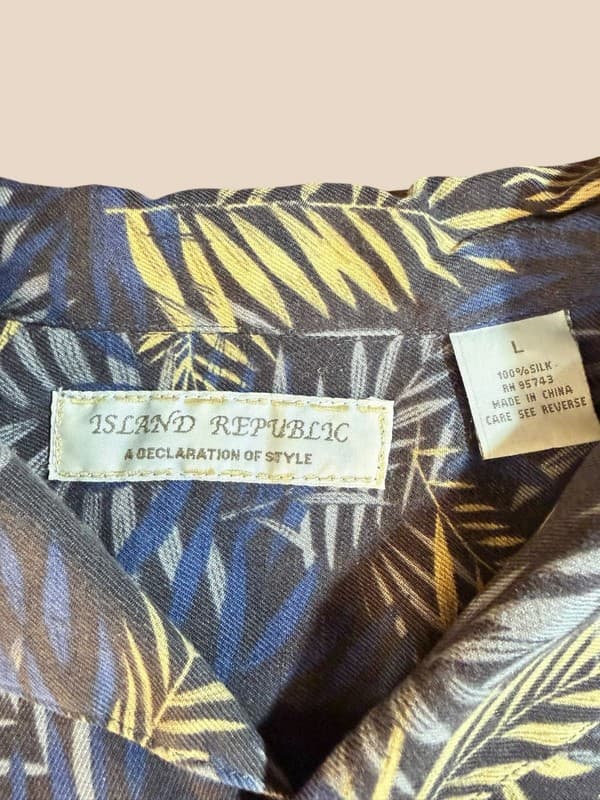 ISLAND REPUBLIC
A DECLARATION OF STYLE
L
100% SILK
RN 95743
MADE IN CHINA
CARE SEE REVERSE